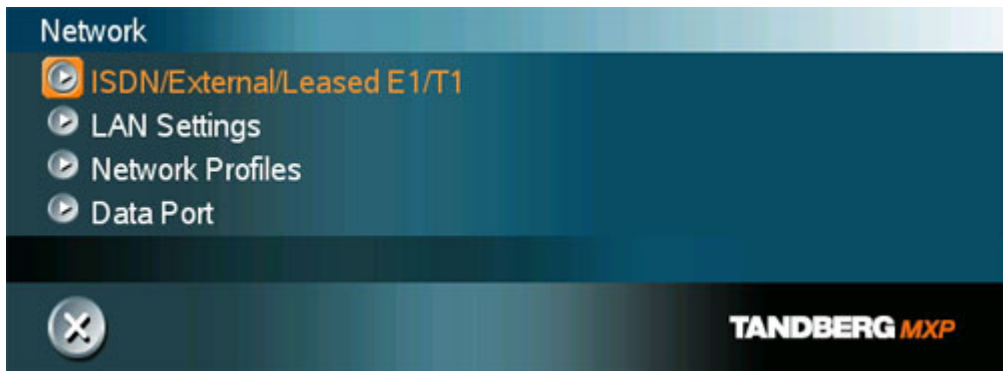 Network
ISDN/External/Leased E1/T1
LAN Settings
Network Profiles
Data Port
TANDBERG MXP